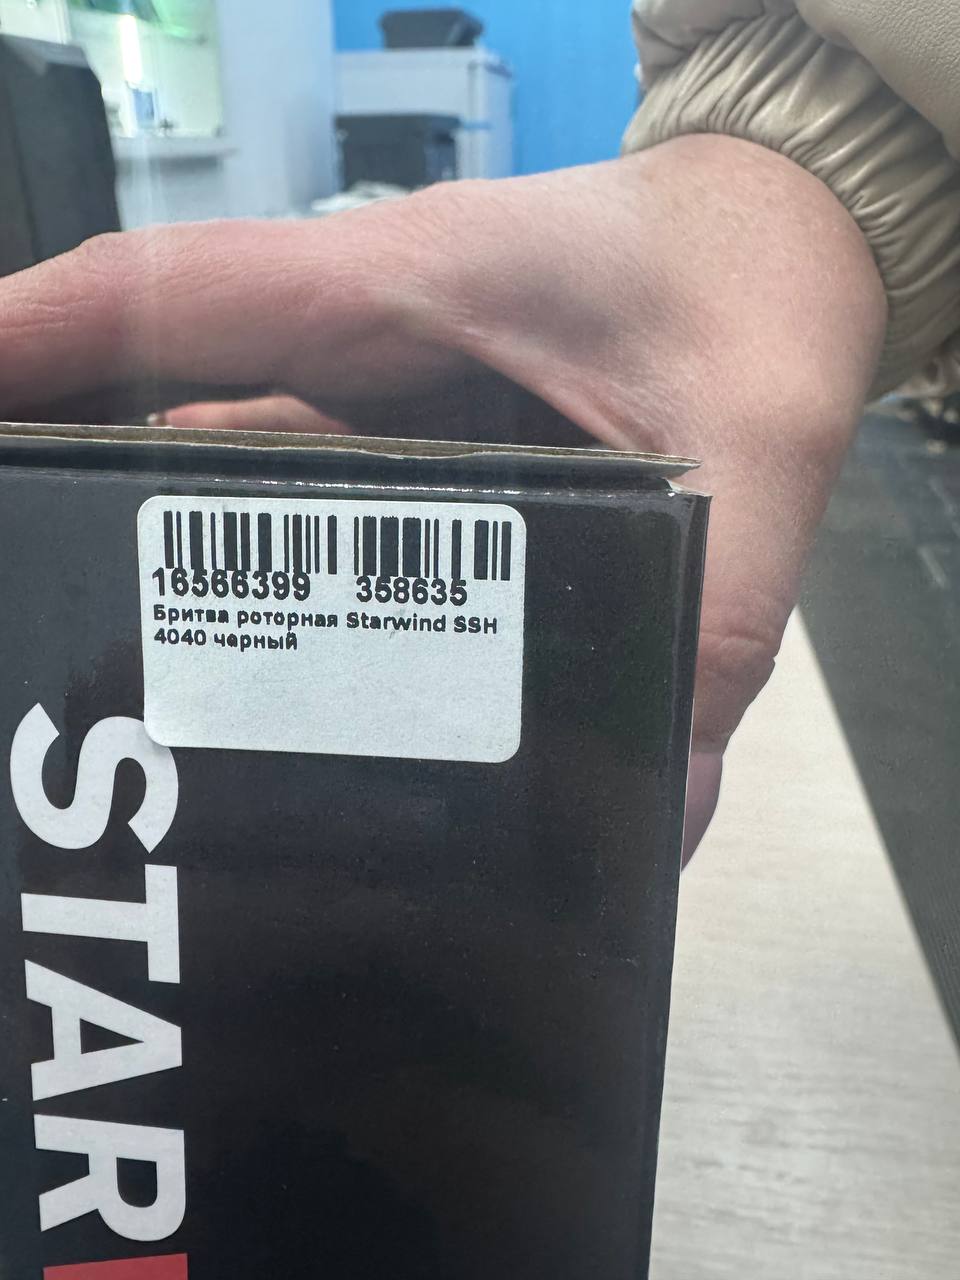 16566399 358635
Бритва роторная Starwind SSH
4040 черный
STAR